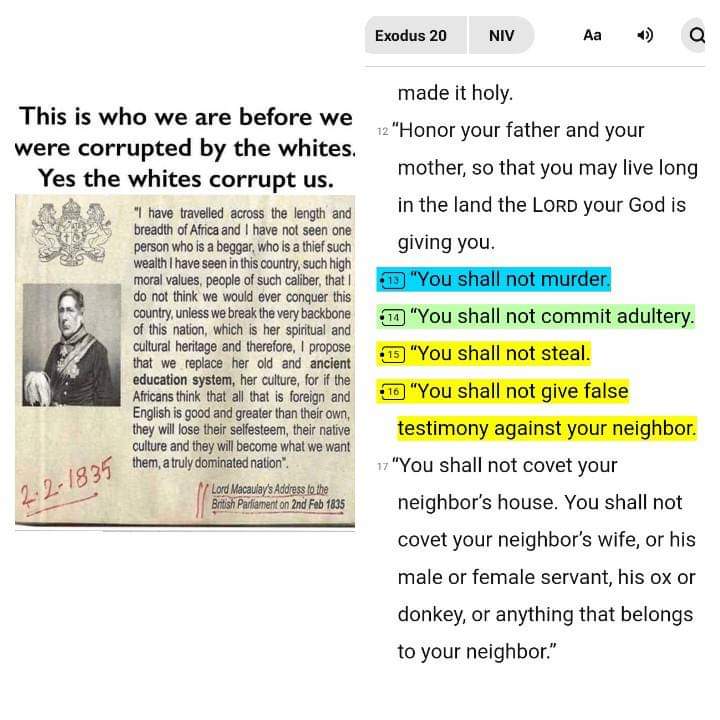 This is who we are before we
were corrupted by the whites.
Yes the whites corrupt us.
"I have travelled across the length and
breadth of Africa and I have not seen one
person who is a beggar, who is a thief such
wealth I have seen in this country, such high
moral values, people of such caliber, that I
do not think we would ever conquer this
country, unless we break the very backbone
of this nation, which is her spiritual and
cultural heritage and therefore, I propose
that we replace her old and ancient
education system, her culture, for if the
Africans think that all that is foreign and
English is good and greater than their own,
they will lose their selfesteem, their native
culture and they will become what we want
them, a truly dominated nation".
2.2-1835
Lord Macaulay's Address to the
British Parliament on 2nd Feb 1835
Exodus 20 NIV Aa
made it holy.
12 “Honor your father and your
mother, so that you may live long
in the land the LORD your God is
giving you.
13 “You shall not murder.
14 “You shall not commit adultery.
15 “You shall not steal.
16 “You shall not give false
testimony against your neighbor.
17 “You shall not covet your
neighbor’s house. You shall not
covet your neighbor’s wife, or his
male or female servant, his ox or
donkey, or anything that belongs
to your neighbor.”